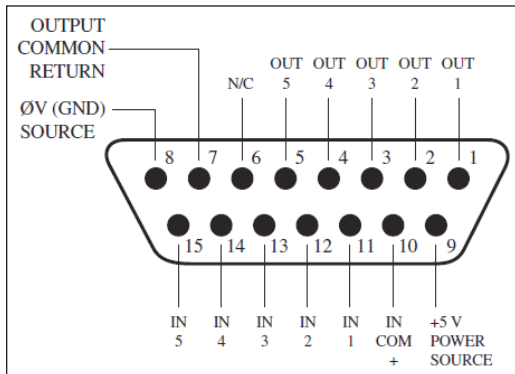 OUTPUT
COMMON
RETURN
ØV (GND)
SOURCE
N/C
OUT
5
OUT
4
OUT
3
OUT
2
OUT
1
8 7 6 5 4 3 2 1
15 14 13 12 11 10 9
IN
5
IN
4
IN
3
IN
2
IN
1
IN
COM
+
+5 V
POWER
SOURCE